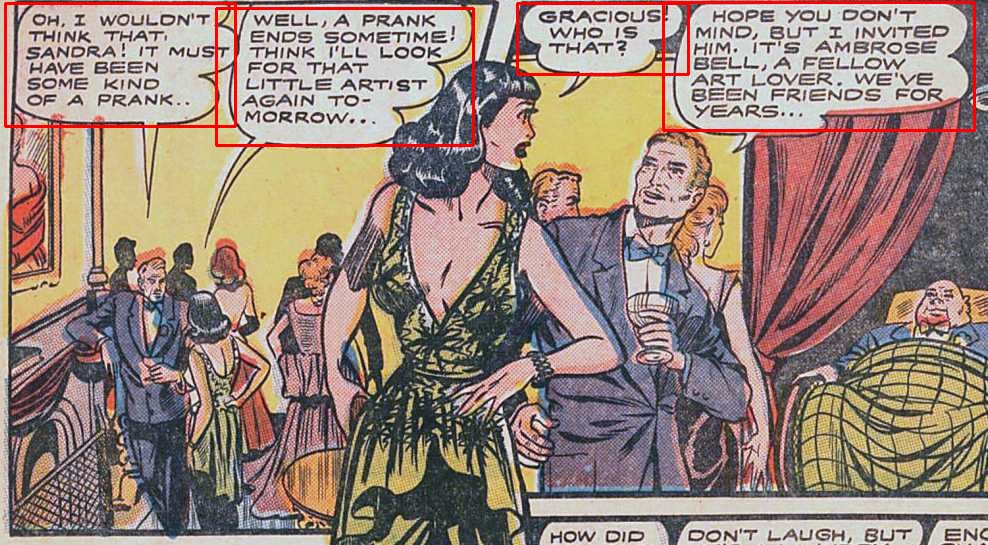 OH, I WOULDN'T
THINK THAT,
SANDRA! IT MUST
HAVE BEEN
SOME KIND
OF A PRANK..
WELL, A PRANK
ENDS SOMETIME!
THINK I'LL LOOK
FOR THAT
LITTLE ARTIST
AGAIN TO-
MORROW...
GRACIOUS!
WHO IS
THAT?
HOPE YOU DON'T
MIND, BUT I INVITED
HIM. IT'S AMBROSE
BELL, A FELLOW
ART LOVER. WE'VE
BEEN FRIENDS FOR
YEARS...
HOW DID
DON'T LAUGH, BUT